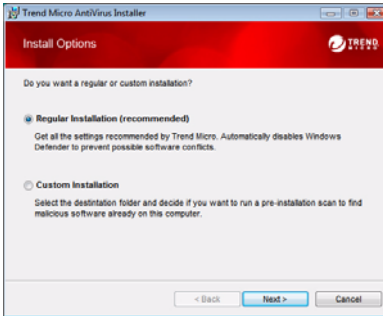 Trend Micro AntiVirus Installer
Install Options
TREND
MICRO
Do you want a regular or custom installation?
Regular Installation (recommended)
Get all the settings recommended by Trend Micro. Automatically disables Windows
Defender to prevent possible software conflicts.
Custom Installation
Select the destintation folder and decide if you want to run a pre-installation scan to find
malicious software already on this computer.
< Back
Next >
Cancel